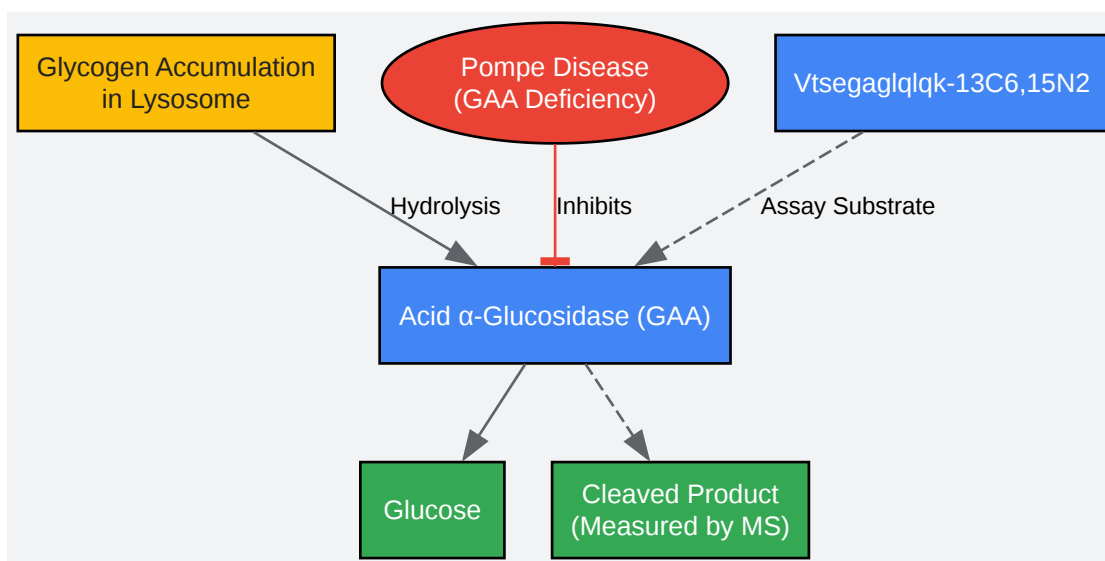 Glycogen Accumulation
in Lysosome
Pompe Disease
(GAA Deficiency)
Vtsegaglqlqk-13C6,15N2
Hydrolysis
Inhibits
Assay Substrate
Acid α-Glucosidase (GAA)
Glucose
Cleaved Product
(Measured by MS)